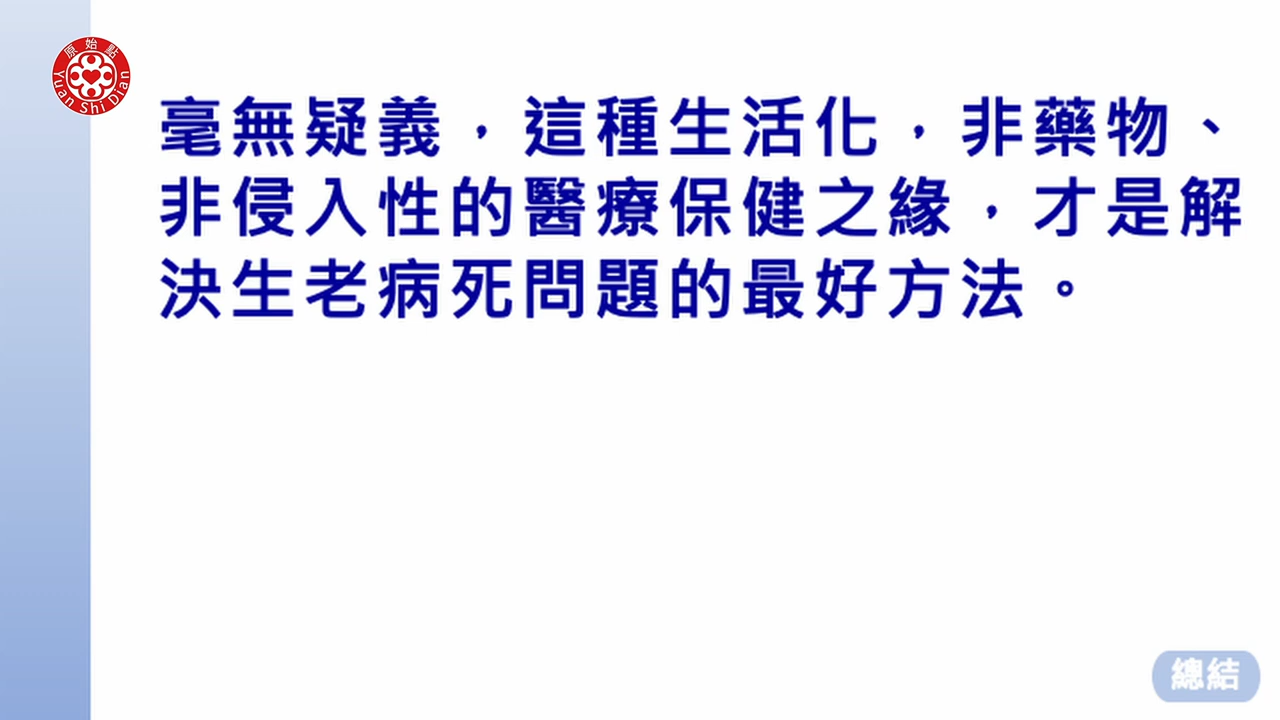 原始點
Yuan Shi Dian
毫無疑義，這種生活化，非藥物、
非侵入性的醫療保健之緣，才是解
決生老病死問題的最好方法。
總結